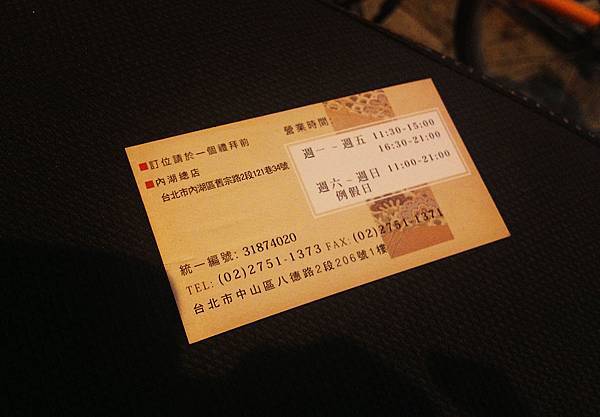 ■訂位請於一個禮拜前
■內湖總店
台北市內湖區舊宗路2段121巷34號
營業時間:
週一~週五 11:30-15:00
16:30-21:00
週六~週日 11:00-21:00
例假日
統一編號: 31874020
TEL: (02)2751-1373 FAX: (02)2751-1371
台北市中山區八德路2段206號1樓